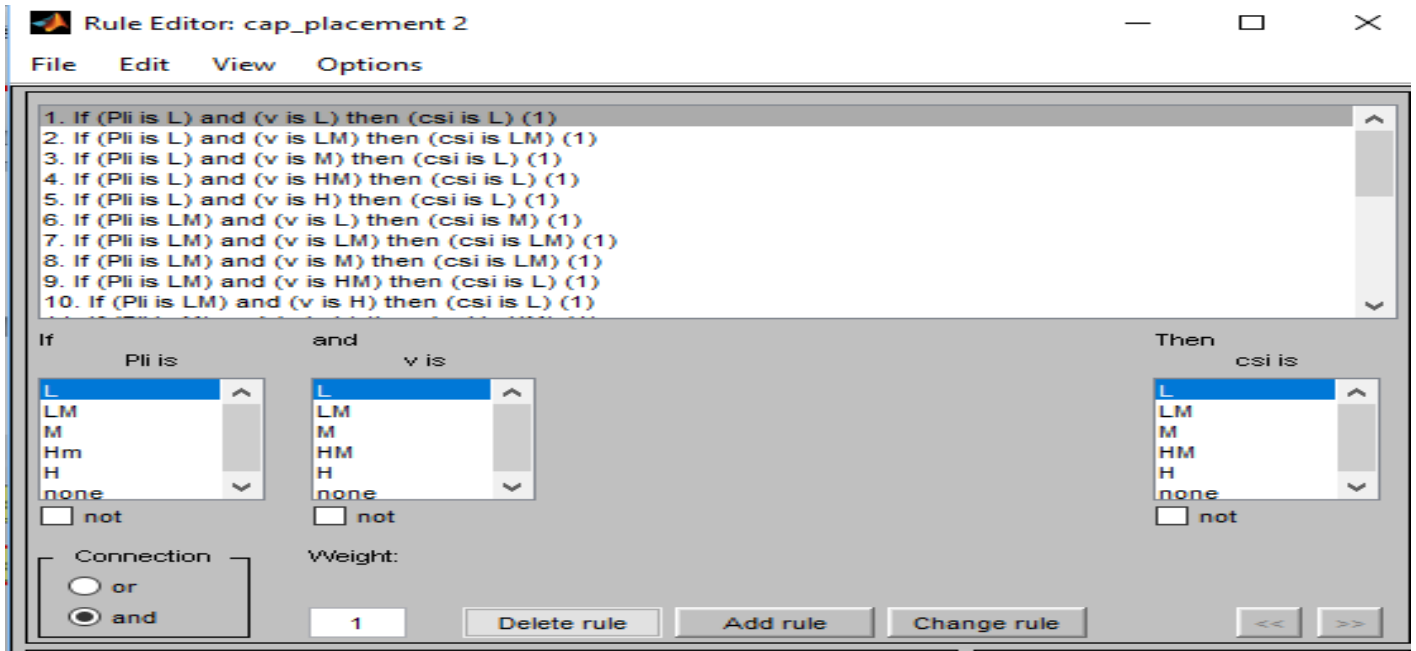 Rule Editor: cap_placement 2
File Edit View Options
1. If (Pli is L) and (v is L) then (csi is L) (1)
2. If (Pli is L) and (v is LM) then (csi is LM) (1)
3. If (Pli is L) and (v is M) then (csi is L) (1)
4. If (Pli is L) and (v is HM) then (csi is L) (1)
5. If (Pli is L) and (v is H) then (csi is L) (1)
6. If (Pli is LM) and (v is L) then (csi is M) (1)
7. If (Pli is LM) and (v is LM) then (csi is LM) (1)
8. If (Pli is LM) and (v is M) then (csi is LM) (1)
9. If (Pli is LM) and (v is HM) then (csi is L) (1)
10. If (Pli is LM) and (v is H) then (csi is L) (1)
If and Then
Pli is v is csi is
L L L
LM LM LM
M M M
Hm HM HM
H H H
none none none
not not not
Connection Weight:
or
and 1 Delete rule Add rule Change rule << >>